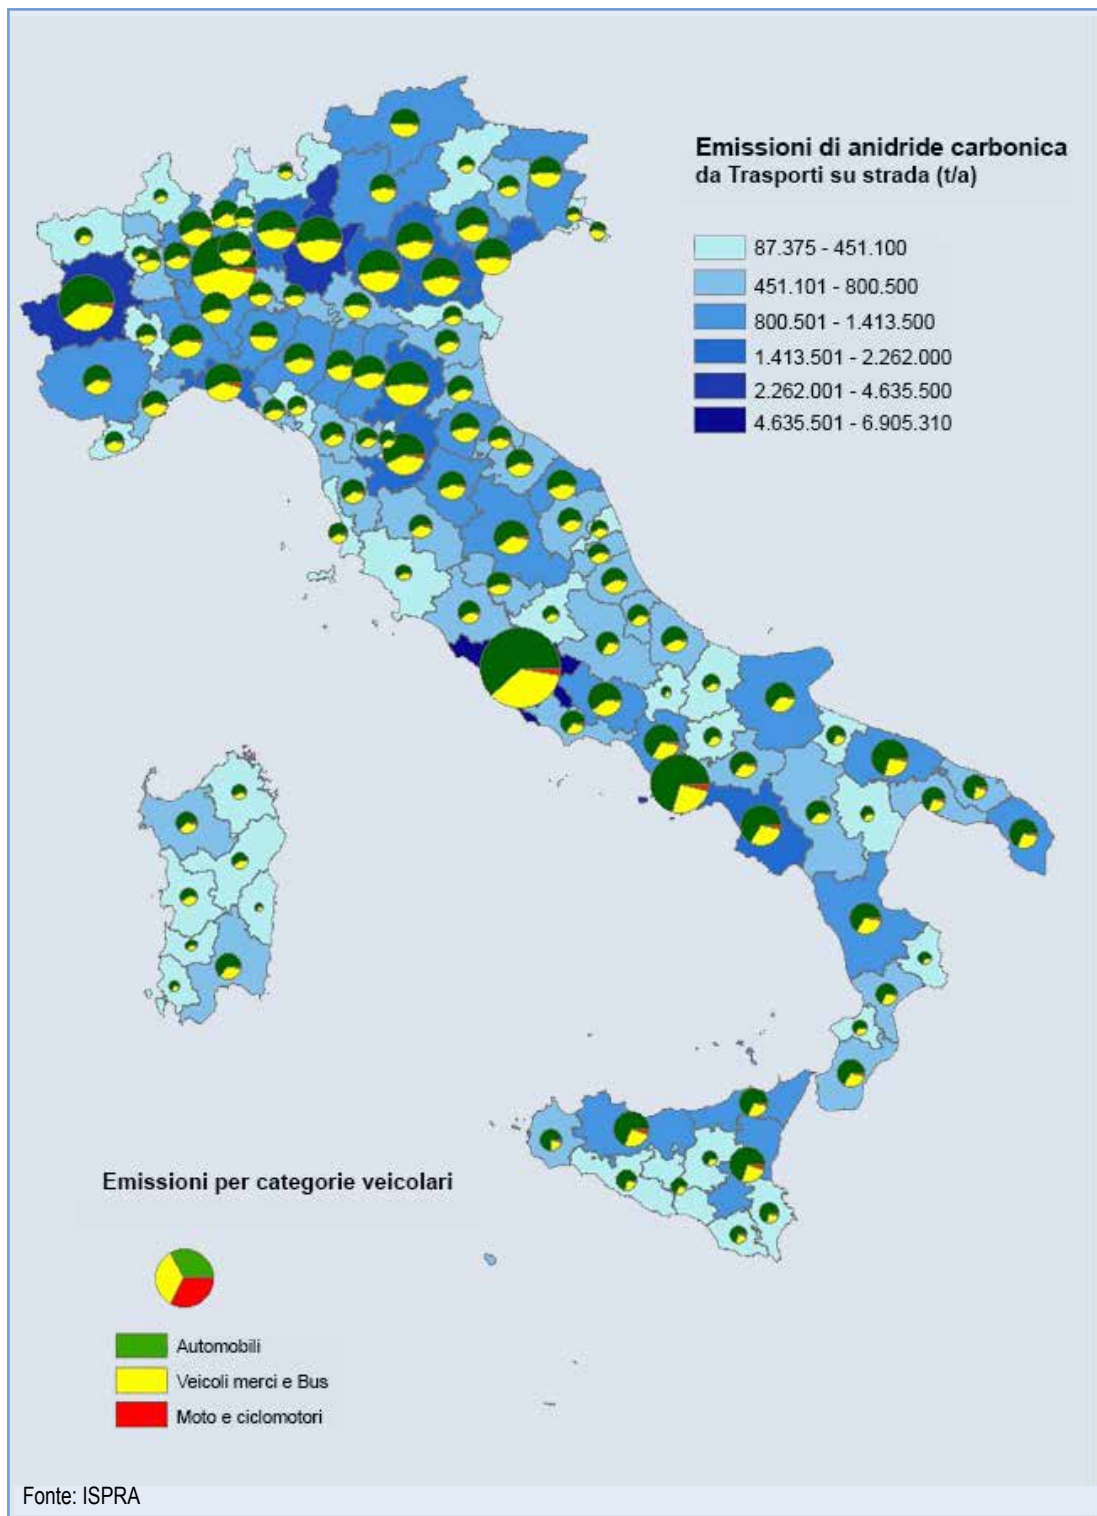 Emissioni di anidride carbonica
da Trasporti su strada (t/a)
87.375 - 451.100
451.101 - 800.500
800.501 - 1.413.500
1.413.501 - 2.262.000
2.262.001 - 4.635.500
4.635.501 - 6.905.310
Emissioni per categorie veicolari
Automobili
Veicoli merci e Bus
Moto e ciclomotori
Fonte: ISPRA